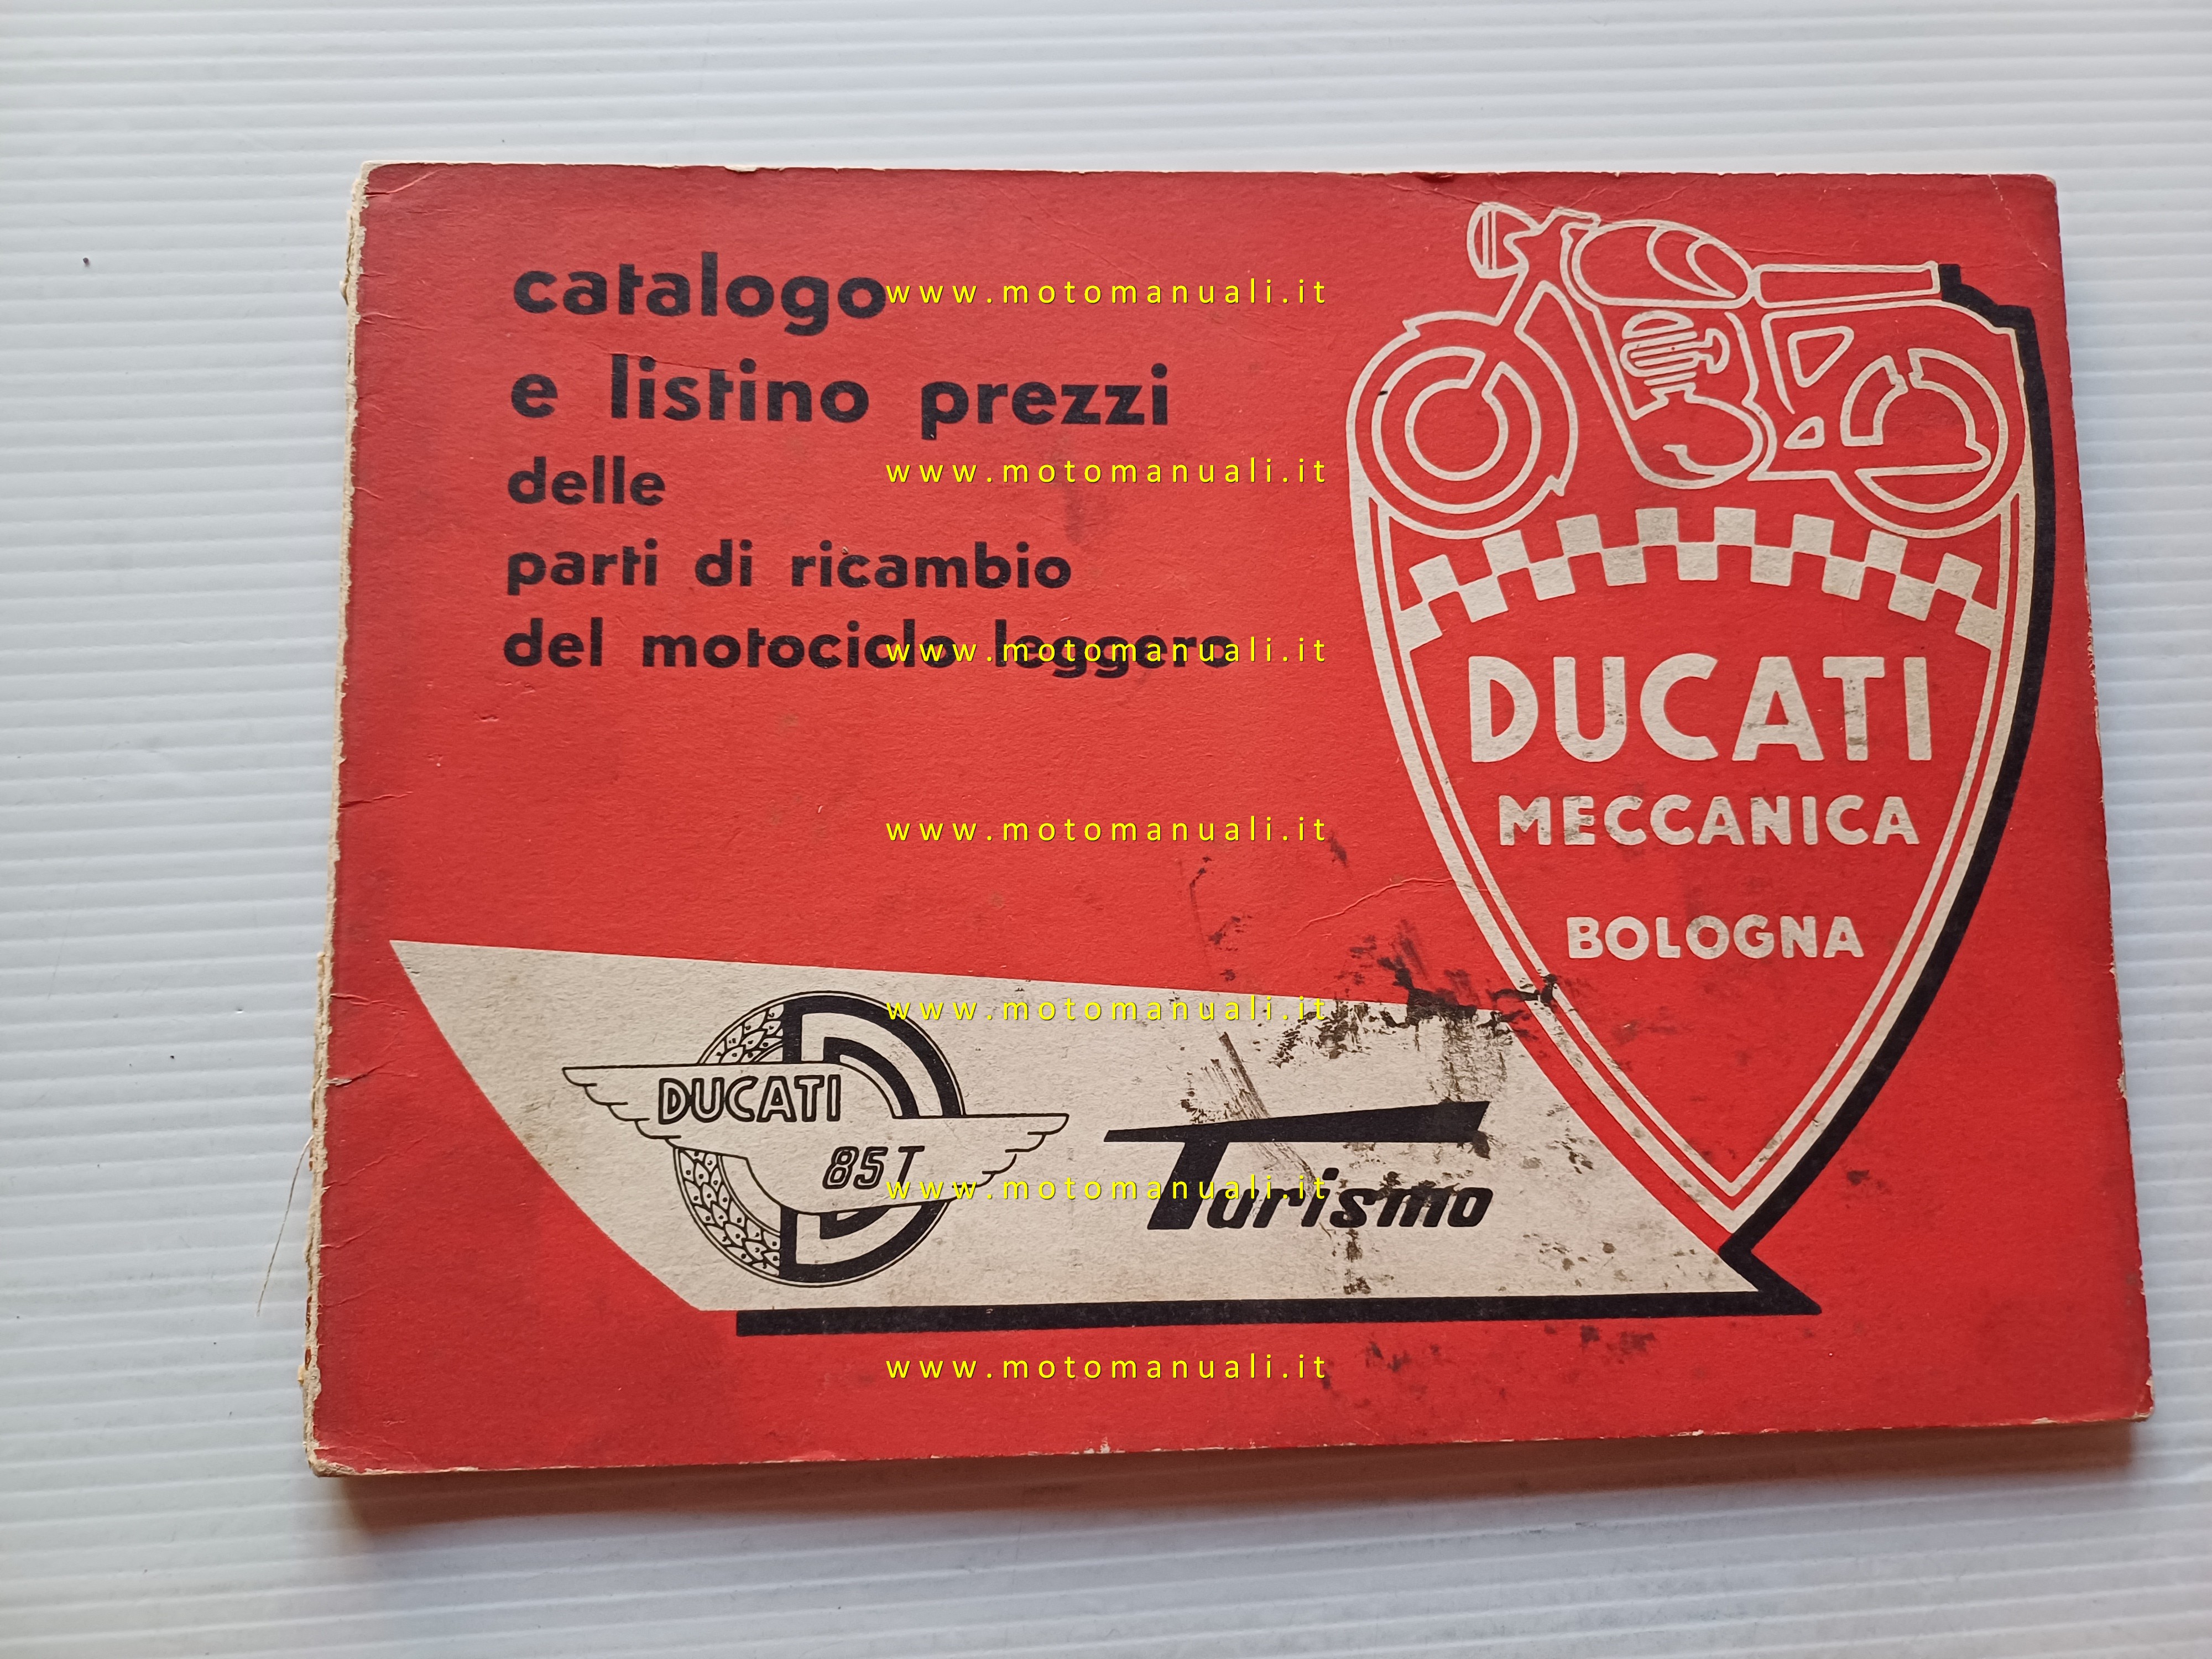 catalogo
e listino prezzi
delle
parti di ricambio
del motociclo leggero
DUCATI
MECCANICA
BOLOGNA
DUCATI
85T
Turismo
www.motomanuali.it
www.motomanuali.it
www.motomanuali.it
www.motomanuali.it
www.motomanuali.it
www.motomanuali.it
www.motomanuali.it